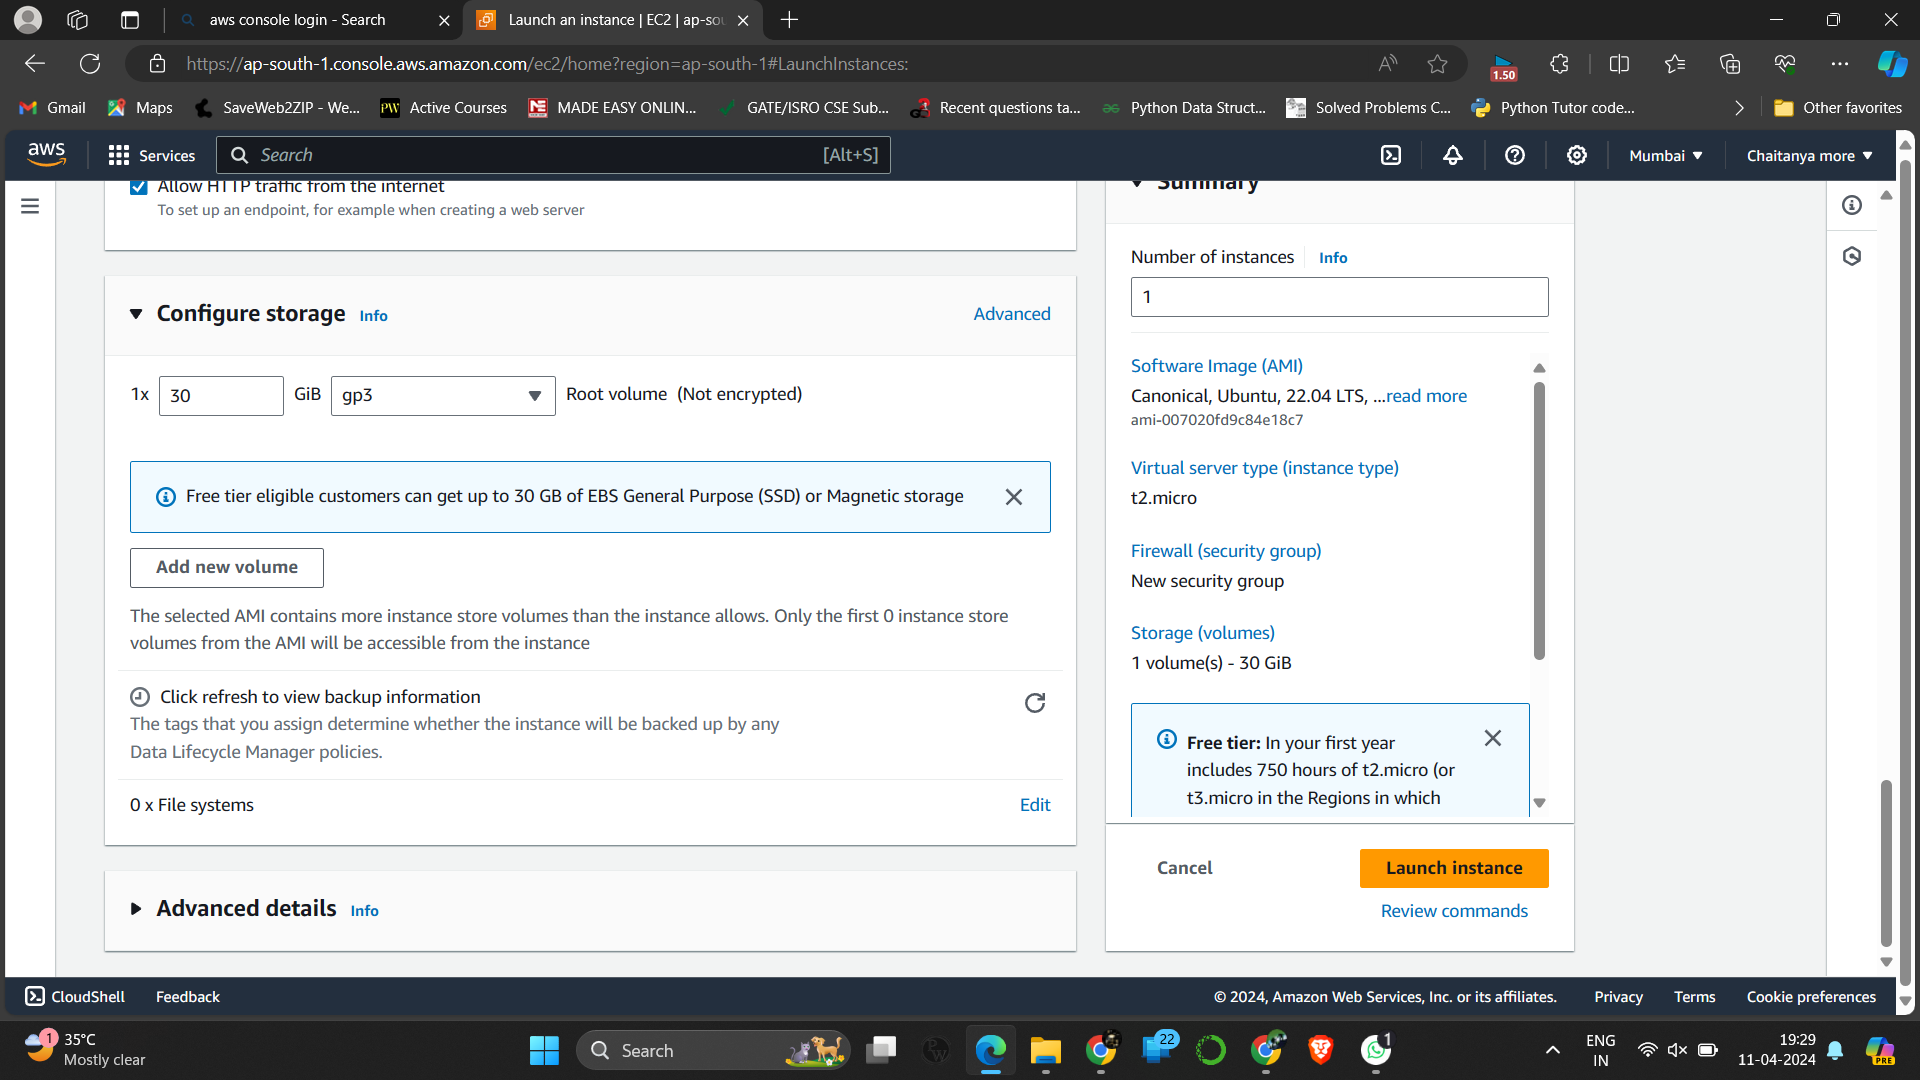 aws console login - Search
Launch an instance | EC2 | ap-sou
https://ap-south-1.console.aws.amazon.com/ec2/home?region=ap-south-1#LaunchInstances:
1.50
Gmail
Maps
SaveWeb2ZIP - We...
Active Courses
MADE EASY ONLIN...
GATE/ISRO CSE Sub...
Recent questions ta...
Python Data Struct...
Solved Problems C...
Python Tutor code...
Other favorites
aws
Services
Search
[Alt+S]
Mumbai
Chaitanya more
Allow HTTP traffic from the internet
To set up an endpoint, for example when creating a web server
Configure storage
Info
Advanced
1x
30
GiB
gp3
Root volume (Not encrypted)
Free tier eligible customers can get up to 30 GB of EBS General Purpose (SSD) or Magnetic storage
Add new volume
The selected AMI contains more instance store volumes than the instance allows. Only the first 0 instance store
volumes from the AMI will be accessible from the instance
Click refresh to view backup information
The tags that you assign determine whether the instance will be backed up by any
Data Lifecycle Manager policies.
0 x File systems
Edit
Advanced details
Info
Summary
Number of instances
Info
1
Software Image (AMI)
Canonical, Ubuntu, 22.04 LTS, ...read more
ami-007020fd9c84e18c7
Virtual server type (instance type)
t2.micro
Firewall (security group)
New security group
Storage (volumes)
1 volume(s) - 30 GiB
Free tier: In your first year
includes 750 hours of t2.micro (or
t3.micro in the Regions in which
Cancel
Launch instance
Review commands
CloudShell
Feedback
© 2024, Amazon Web Services, Inc. or its affiliates.
Privacy
Terms
Cookie preferences
1
35°C
Mostly clear
Search
22
1
ENG
IN
19:29
11-04-2024
PRE